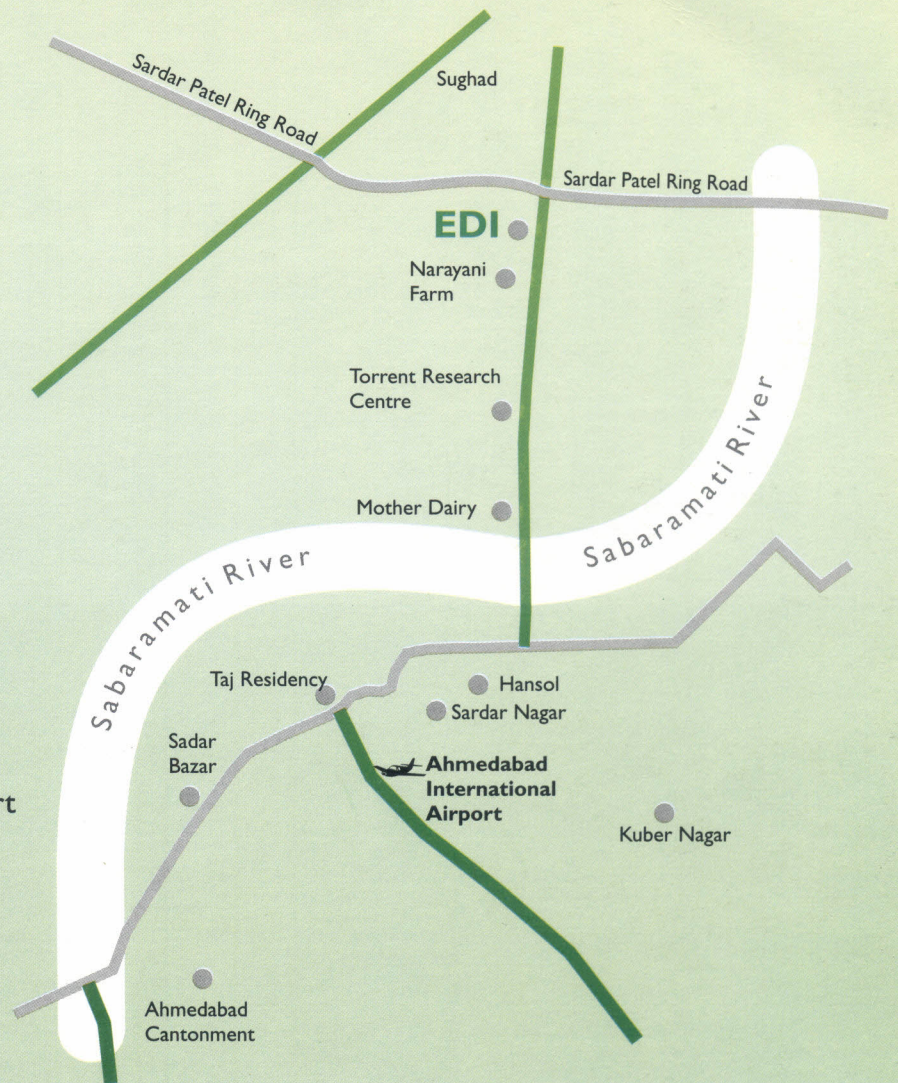 Sughad
Sardar Patel Ring Road
Sardar Patel Ring Road
EDI
Narayani
Farm
Torrent Research
Centre
Mother Dairy
Sabaramati River
Sabaramati River
Taj Residency
Hansol
Sardar Nagar
Sadar
Bazar
Ahmedabad
International
Airport
rt
Kuber Nagar
Ahmedabad
Cantonment